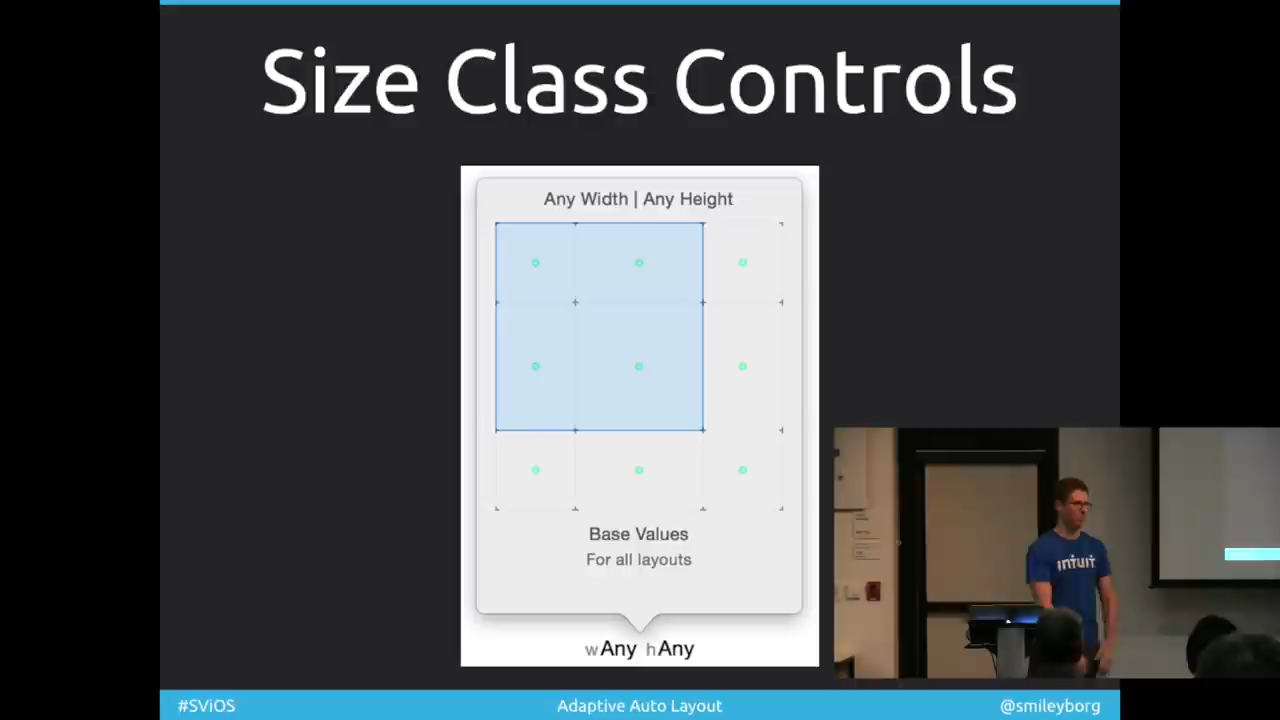 Size Class Controls
Any Width | Any Height
Base Values
For all layouts
wAny hAny
INTUIT
#SViOS
Adaptive Auto Layout
@smileyborg